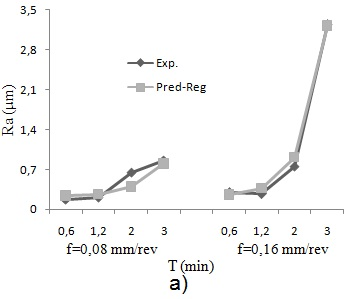 3,5
2,8
2,1
1,4
0,7
0
Ra (µm)
Exp.
Pred-Reg
0,6 1,2 2 3 0,6 1,2 2 3
f=0,08 mm/rev f=0,16 mm/rev
T (min)
a)